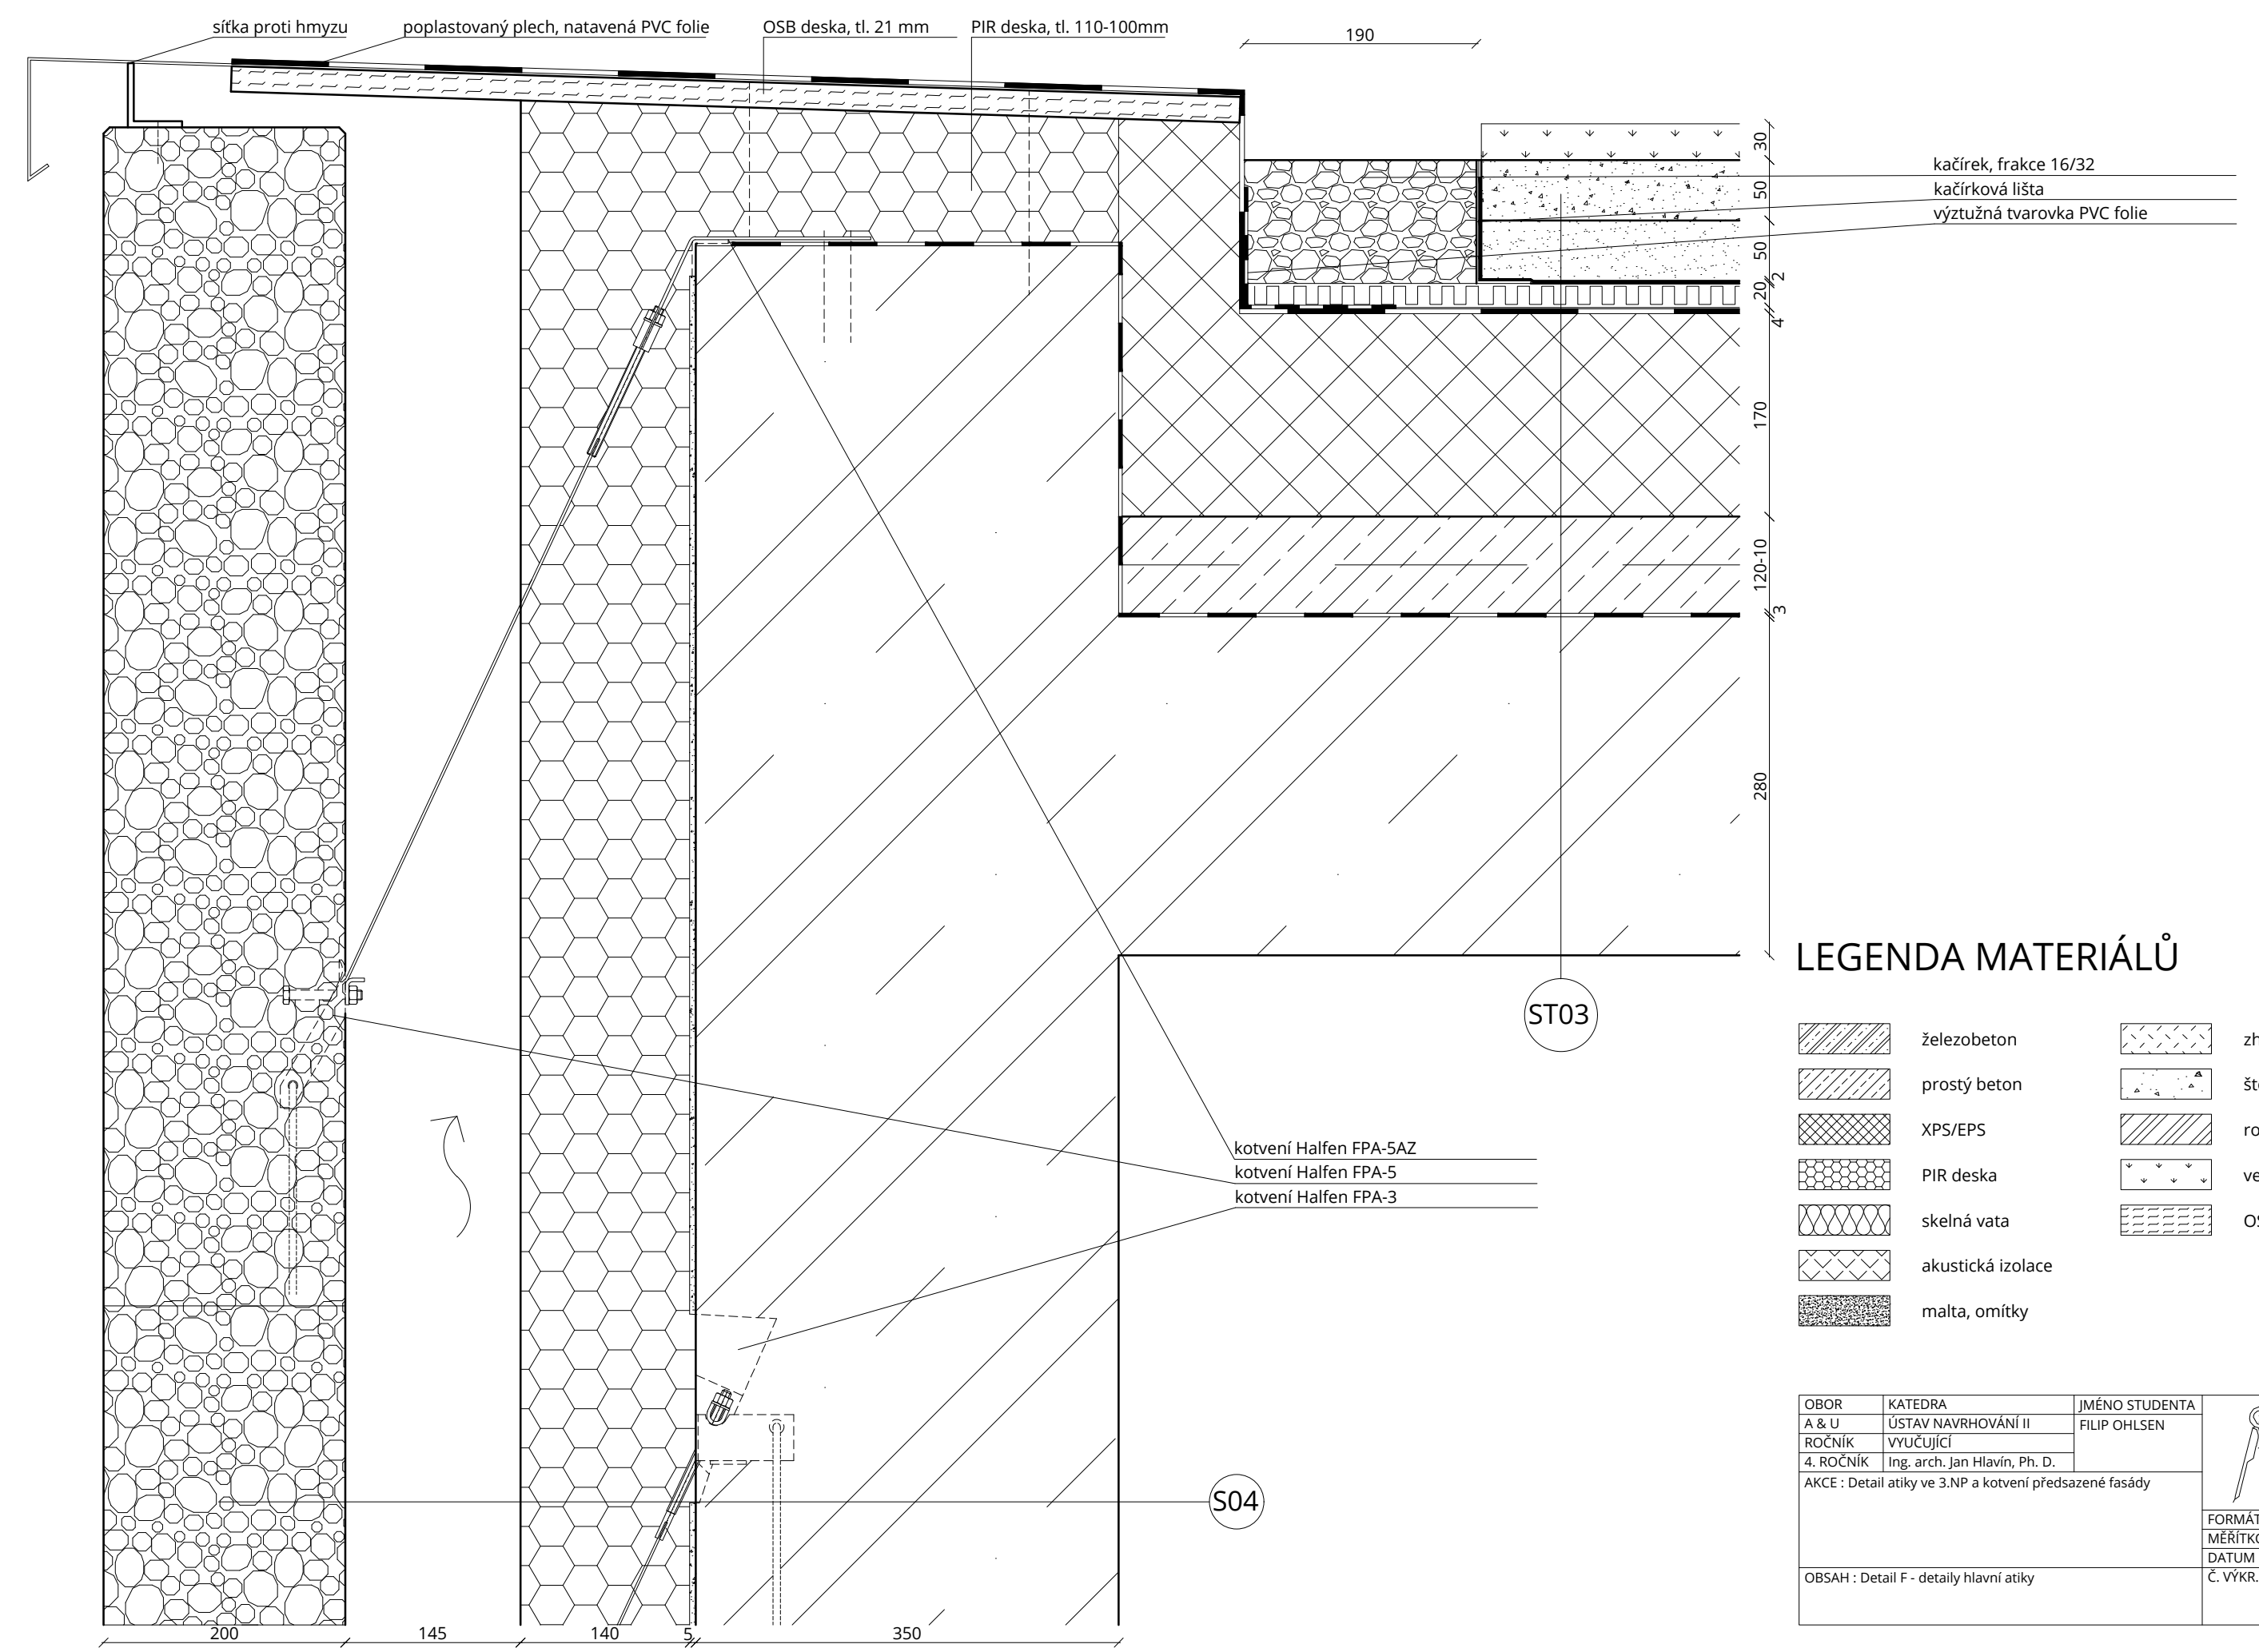 síťka proti hmyzu
poplastovaný plech, natavená PVC folie
OSB deska, tl. 21 mm
PIR deska, tl. 110-100mm
190
30
50
50
2
20
4
170
120-10
3
280
kačírek, frakce 16/32
kačírková lišta
výztužná tvarovka PVC folie
ST03
kotvení Halfen FPA-5AZ
kotvení Halfen FPA-5
kotvení Halfen FPA-3
S04
200
145
140
5
350
LEGENDA MATERIÁLŮ
železobeton
prostý beton
XPS/EPS
PIR deska
skelná vata
akustická izolace
malta, omítky
OBOR KATEDRA JMÉNO STUDENTA
A & U ÚSTAV NAVRHOVÁNÍ II FILIP OHLSEN
ROČNÍK VYUČUJÍCÍ
4. ROČNÍK Ing. arch. Jan Hlavín, Ph. D.
AKCE : Detail atiky ve 3.NP a kotvení předsazené fasády
FORMÁT
DATUM
OBSAH : Detail F - detaily hlavní atiky
Č. VÝKR.